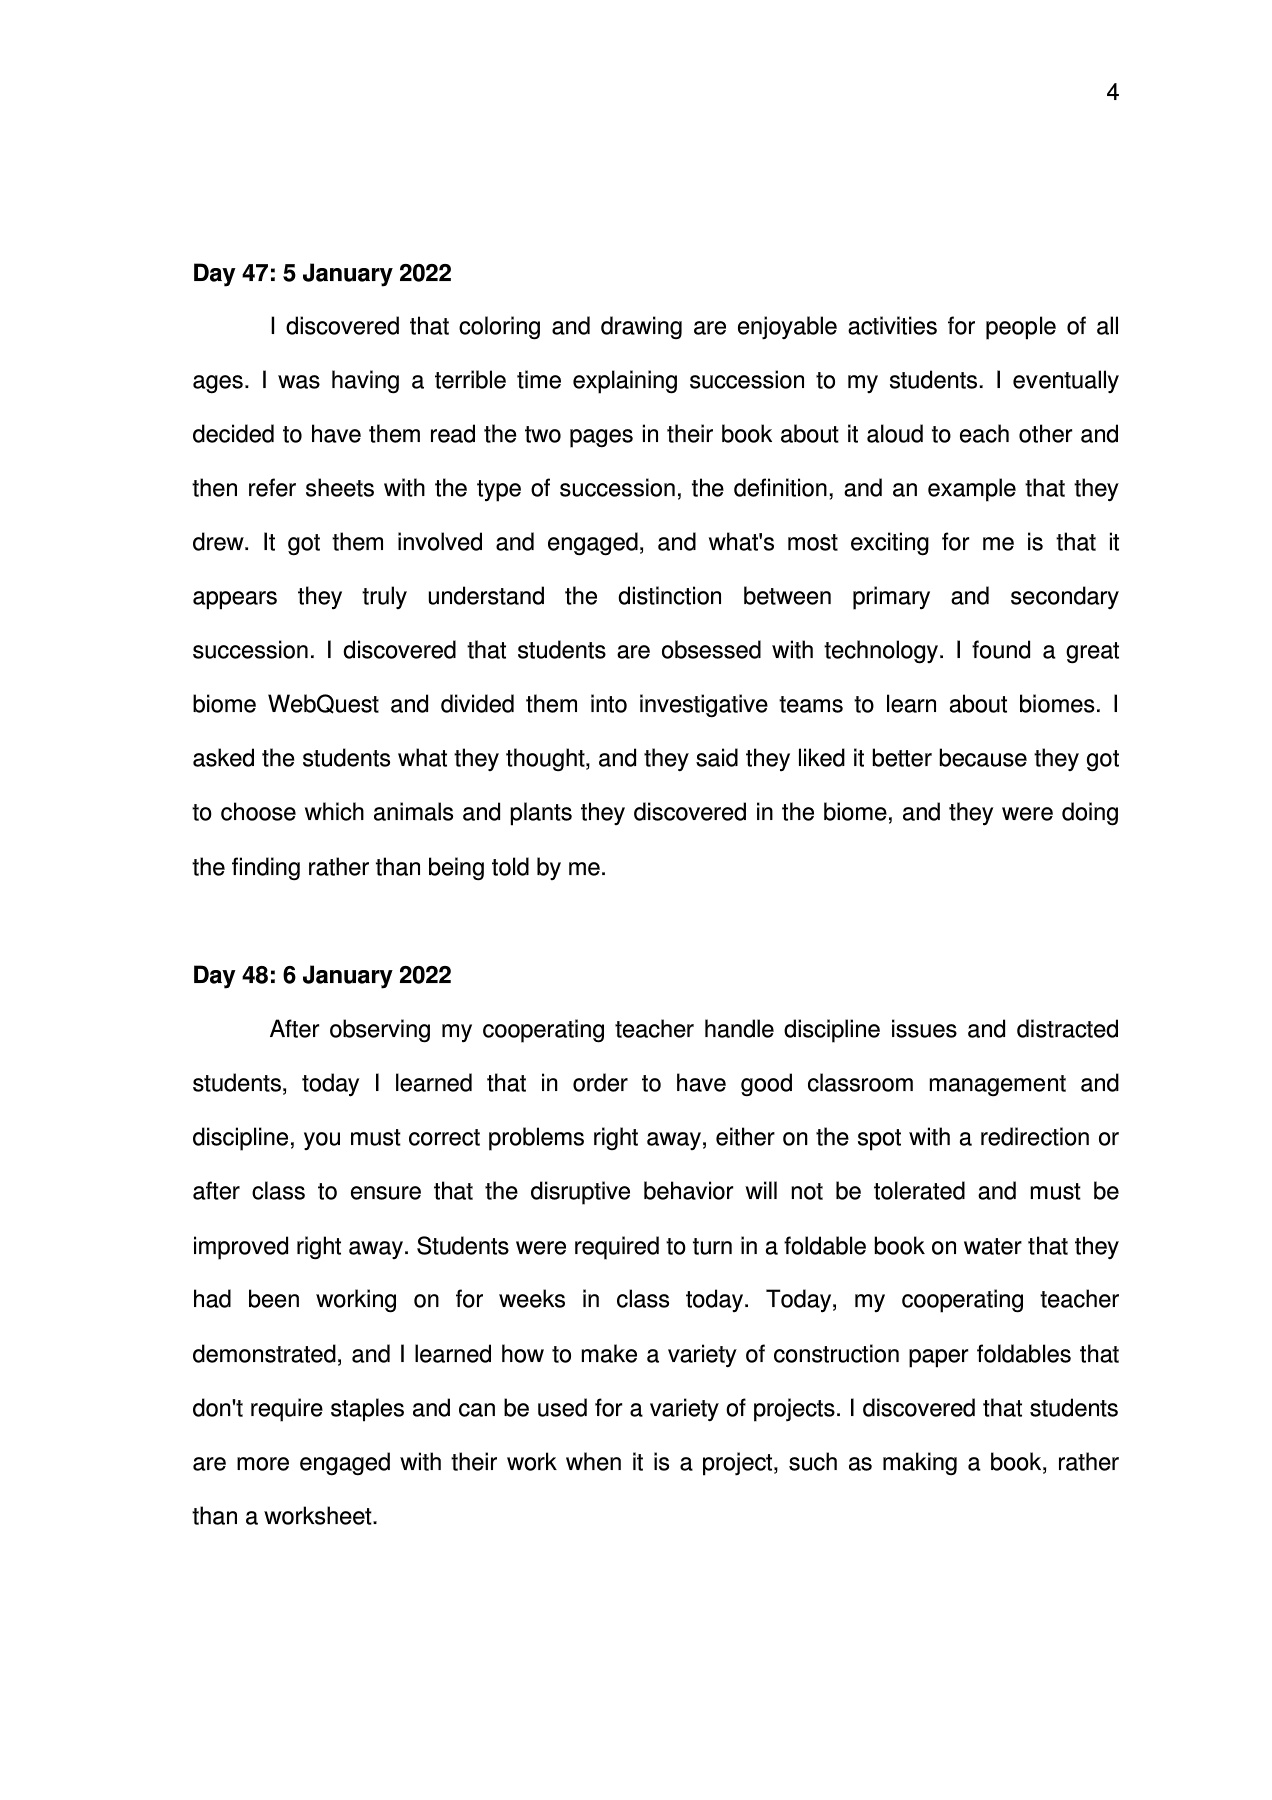 4
Day 47: 5 January 2022
I discovered that coloring and drawing are enjoyable activities for people of all
ages. I was having a terrible time explaining succession to my students. I eventually
decided to have them read the two pages in their book about it aloud to each other and
then refer sheets with the type of succession, the definition, and an example that they
drew. It got them involved and engaged, and what's most exciting for me is that it
appears they truly understand the distinction between primary and secondary
succession. I discovered that students are obsessed with technology. I found a great
biome WebQuest and divided them into investigative teams to learn about biomes. I
asked the students what they thought, and they said they liked it better because they got
to choose which animals and plants they discovered in the biome, and they were doing
the finding rather than being told by me.
Day 48: 6 January 2022
After observing my cooperating teacher handle discipline issues and distracted
students, today I learned that in order to have good classroom management and
discipline, you must correct problems right away, either on the spot with a redirection or
after class to ensure that the disruptive behavior will not be tolerated and must be
improved right away. Students were required to turn in a foldable book on water that they
had been working on for weeks in class today. Today, my cooperating teacher
demonstrated, and I learned how to make a variety of construction paper foldables that
don't require staples and can be used for a variety of projects. I discovered that students
are more engaged with their work when it is a project, such as making a book, rather
than a worksheet.